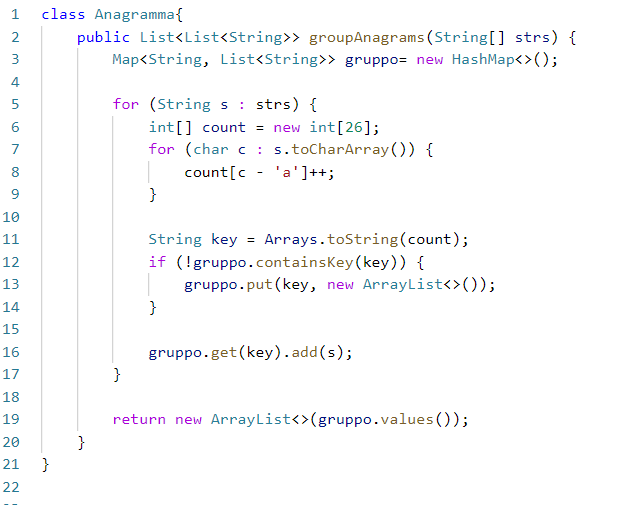 1 class Anagramma{
2 public List<List<String>> groupAnagrams(String[] strs) {
3 Map<String, List<String>> gruppo= new HashMap<>();
4
5 for (String s : strs) {
6 int[] count = new int[26];
7 for (char c : s.toCharArray()) {
8 count[c - 'a']++;
9 }
10
11 String key = Arrays.toString(count);
12 if (!gruppo.containsKey(key)) {
13 gruppo.put(key, new ArrayList<>());
14 }
15
16 gruppo.get(key).add(s);
17 }
18
19 return new ArrayList<>(gruppo.values());
20 }
21 }
22